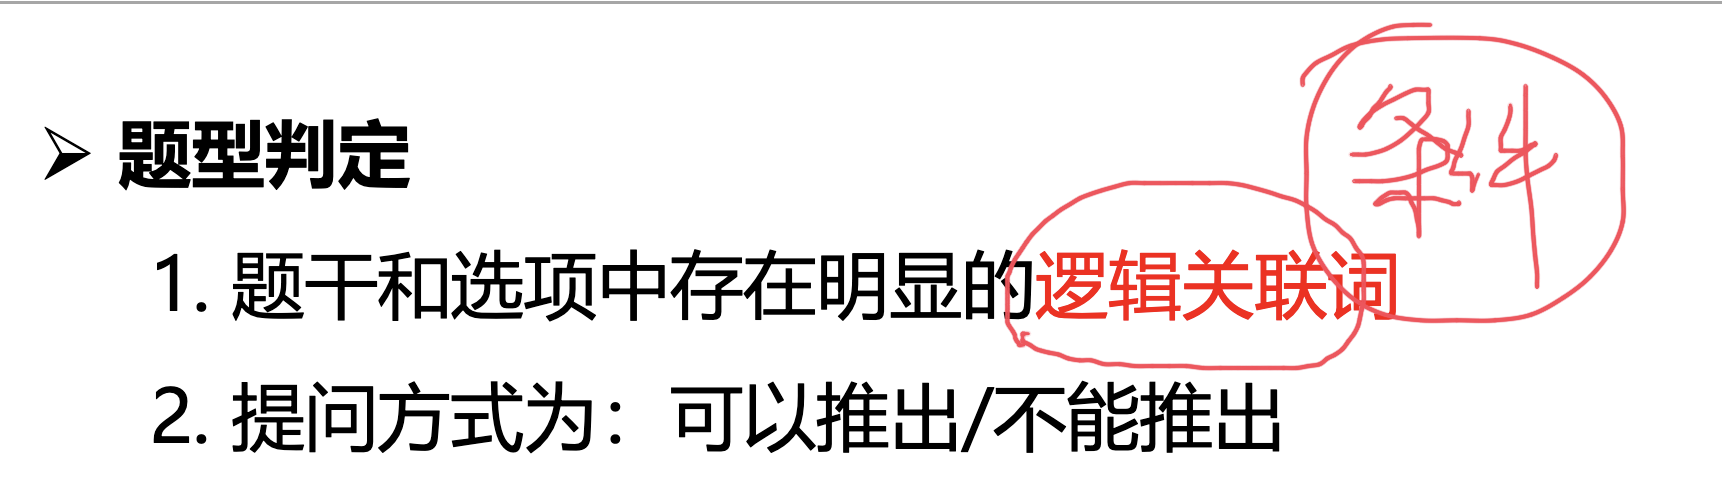 条件
➢ 题型判定
1. 题干和选项中存在明显的逻辑关联词
2. 提问方式为：可以推出/不能推出